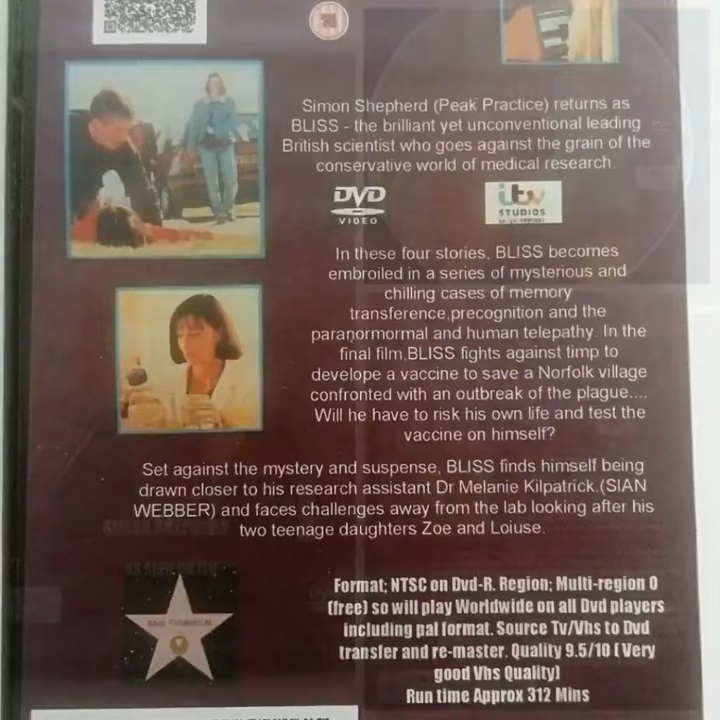 Simon Shepherd (Peak Practice) returns as
BLISS - the brilliant yet unconventional leading
British scientist who goes against the grain of the
conservative world of medical research.
DVD
VIDEO
itv
STUDIOS
In these four stories, BLISS becomes
embroiled in a series of mysterious and
chilling cases of memory
transference,precognition and the
paranormormal and human telepathy. In the
final film,BLISS fights against timp to
develope a vaccine to save a Norfolk village
confronted with an outbreak of the plague....
Will he have to risk his own life and test the
vaccine on himself?
Set against the mystery and suspense, BLISS finds himself being
drawn closer to his research assistant Dr Melanie Kilpatrick.(SIAN
WEBBER) and faces challenges away from the lab looking after his
two teenage daughters Zoe and Loiuse.
Format; NTSC on Dvd-R. Region; Multi-region 0
(free) so will play Worldwide on all Dvd players
including pal format. Source Tv/Vhs to Dvd
transfer and re-master. Quality 9.5/10 ( Very
good Vhs Quality)
Run time Approx 312 Mins